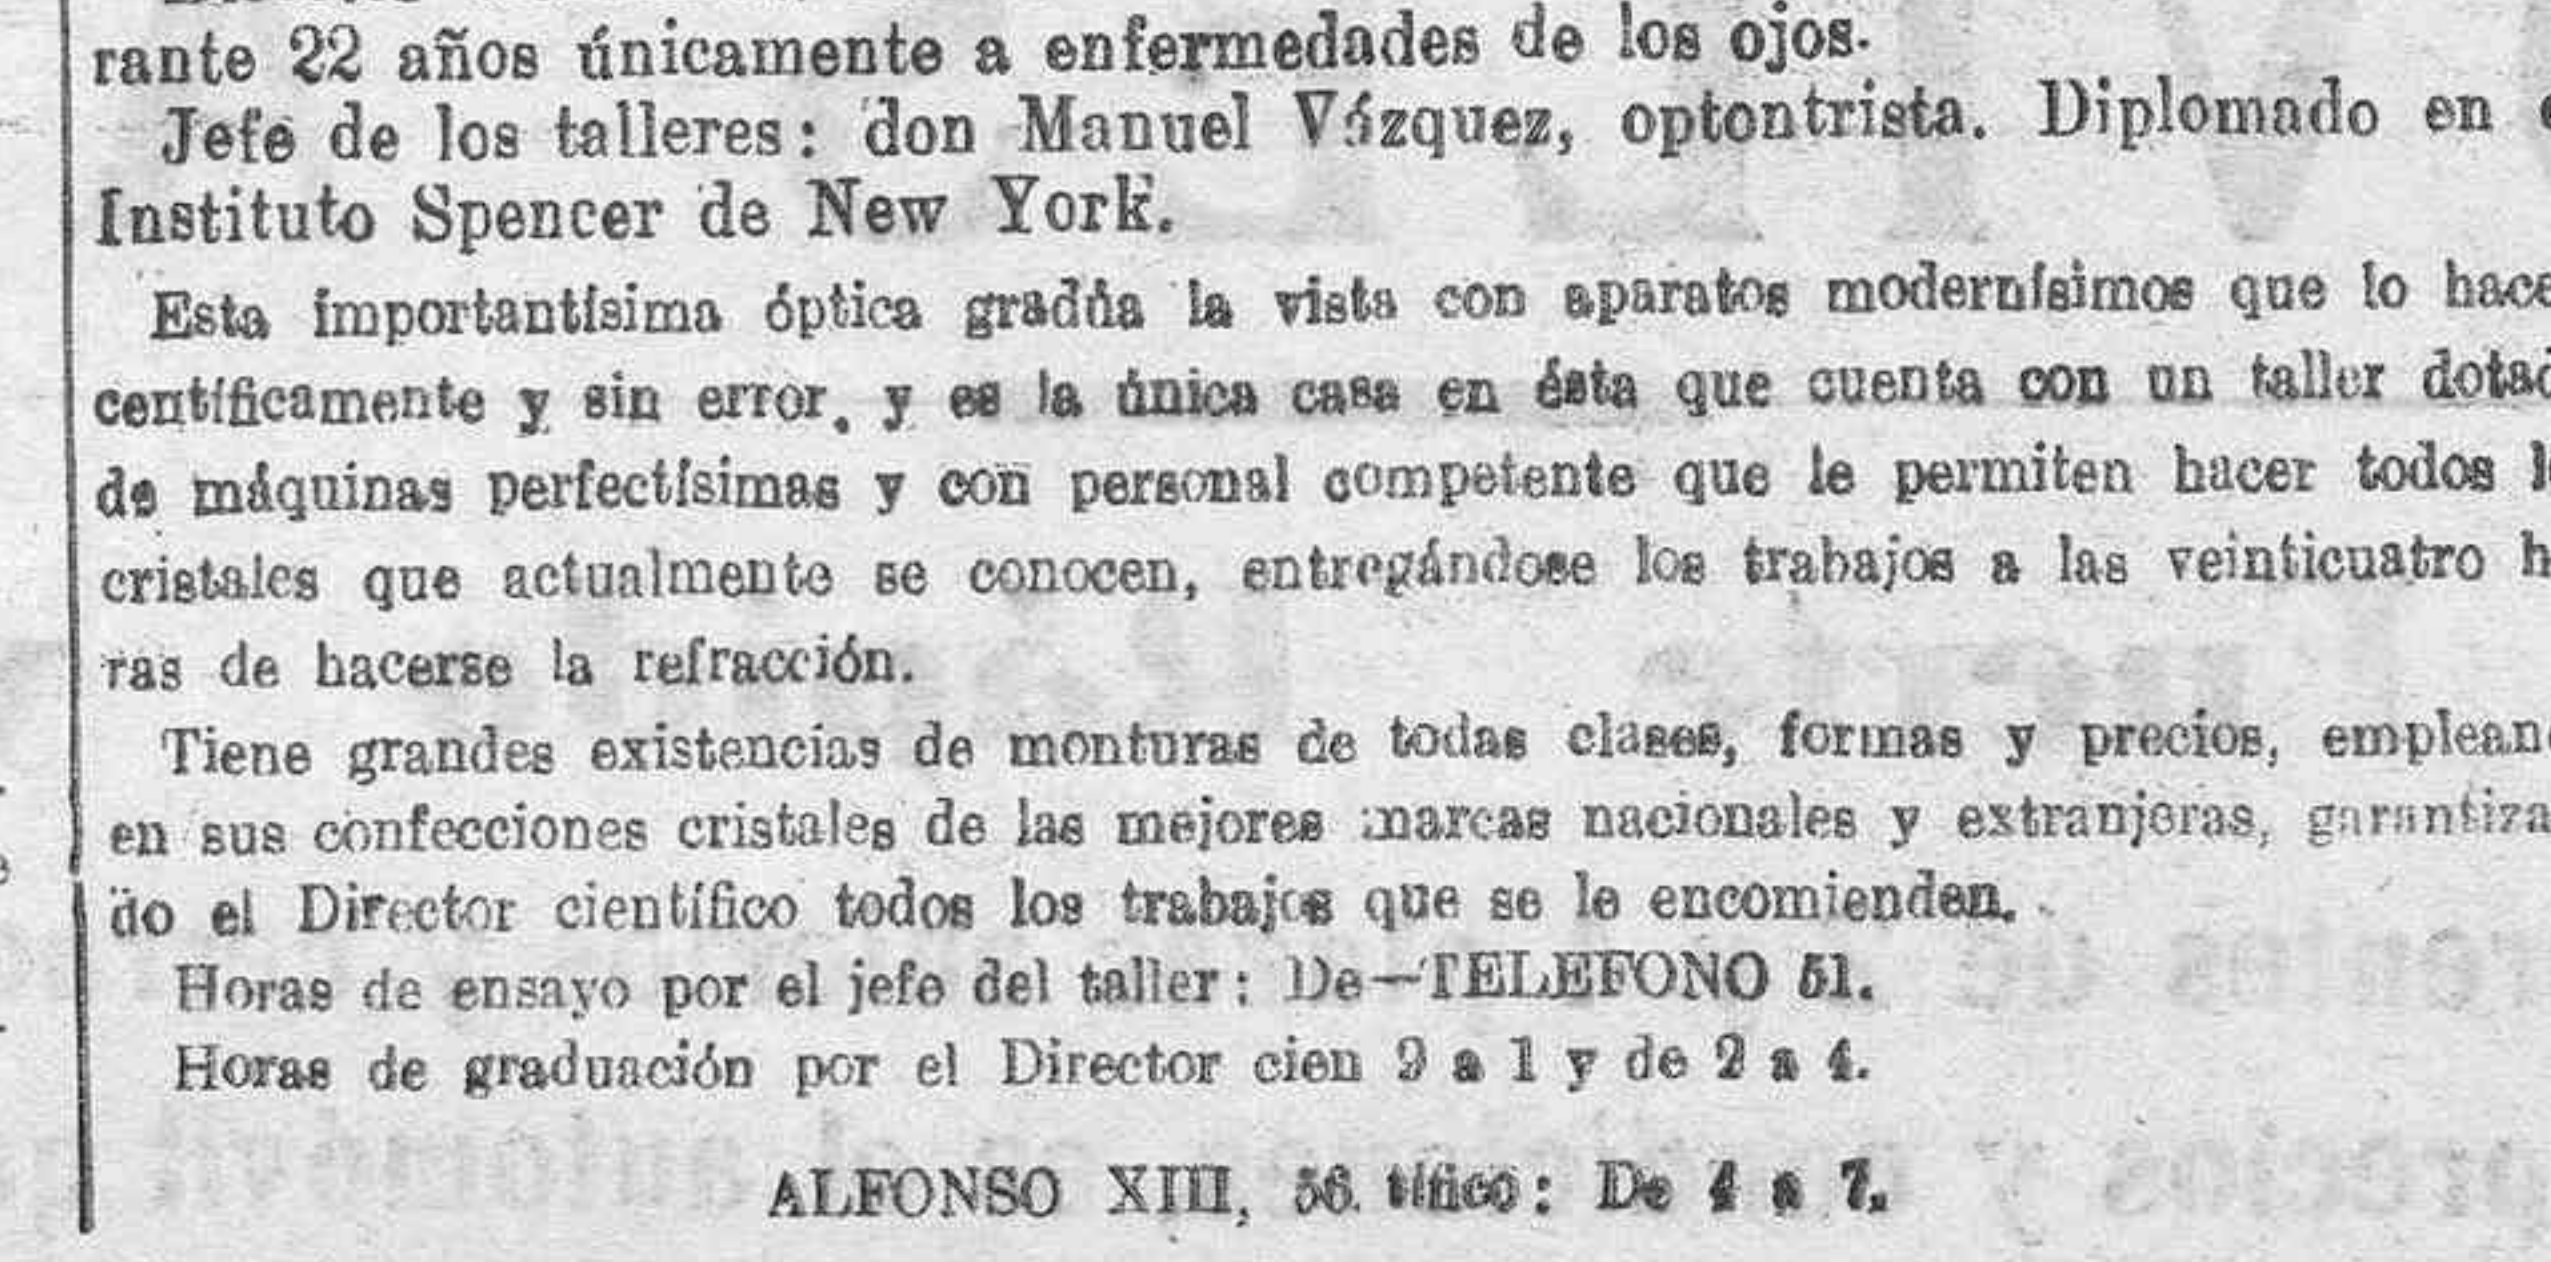 rante 22 años únicamente a enfermedades de los ojos.
Jefe de los talleres: don Manuel Vázquez, optontrista. Diplomado en
Instituto Spencer de New York.
Esta importantísima óptica gradúa la vista con aparatos modernísimos que lo hace
centíficamente y sin error, y es la única casa en ésta que cuenta con un taller dotad
de máquinas perfectísimas y con personal competente que le permiten hacer todos l
cristales que actualmente se conocen, entregándose los trabajos a las veinticuatro h
ras de hacerse la refracción.
Tiene grandes existencias de monturas de todas clases, formas y precios, emplean
en sus confecciones cristales de las mejores marcas nacionales y extranjeras, garantiza
do el Director científico todos los trabajos que se le encomienden.
Horas de ensayo por el jefe del taller: De—TELEFONO 51.
Horas de graduación por el Director cien 9 a 1 y de 2 a 4.
ALFONSO XIII, 56. tífico: De 4 a 7.